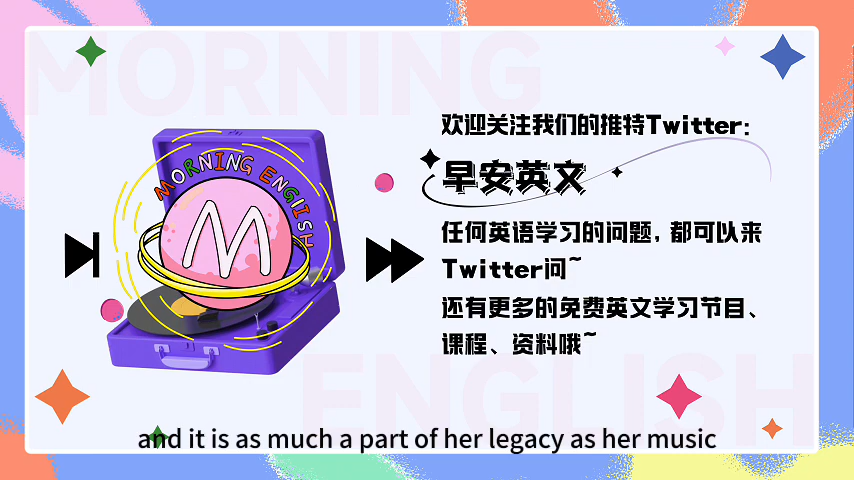 MORNING
MORNING ENGLISH
M
欢迎关注我们的推特Twitter:
早安英文
任何英语学习的问题, 都可以来
Twitter问~
还有更多的免费英文学习节目、
课程、资料哦~
ENGLISH
and it is as much a part of her legacy as her music